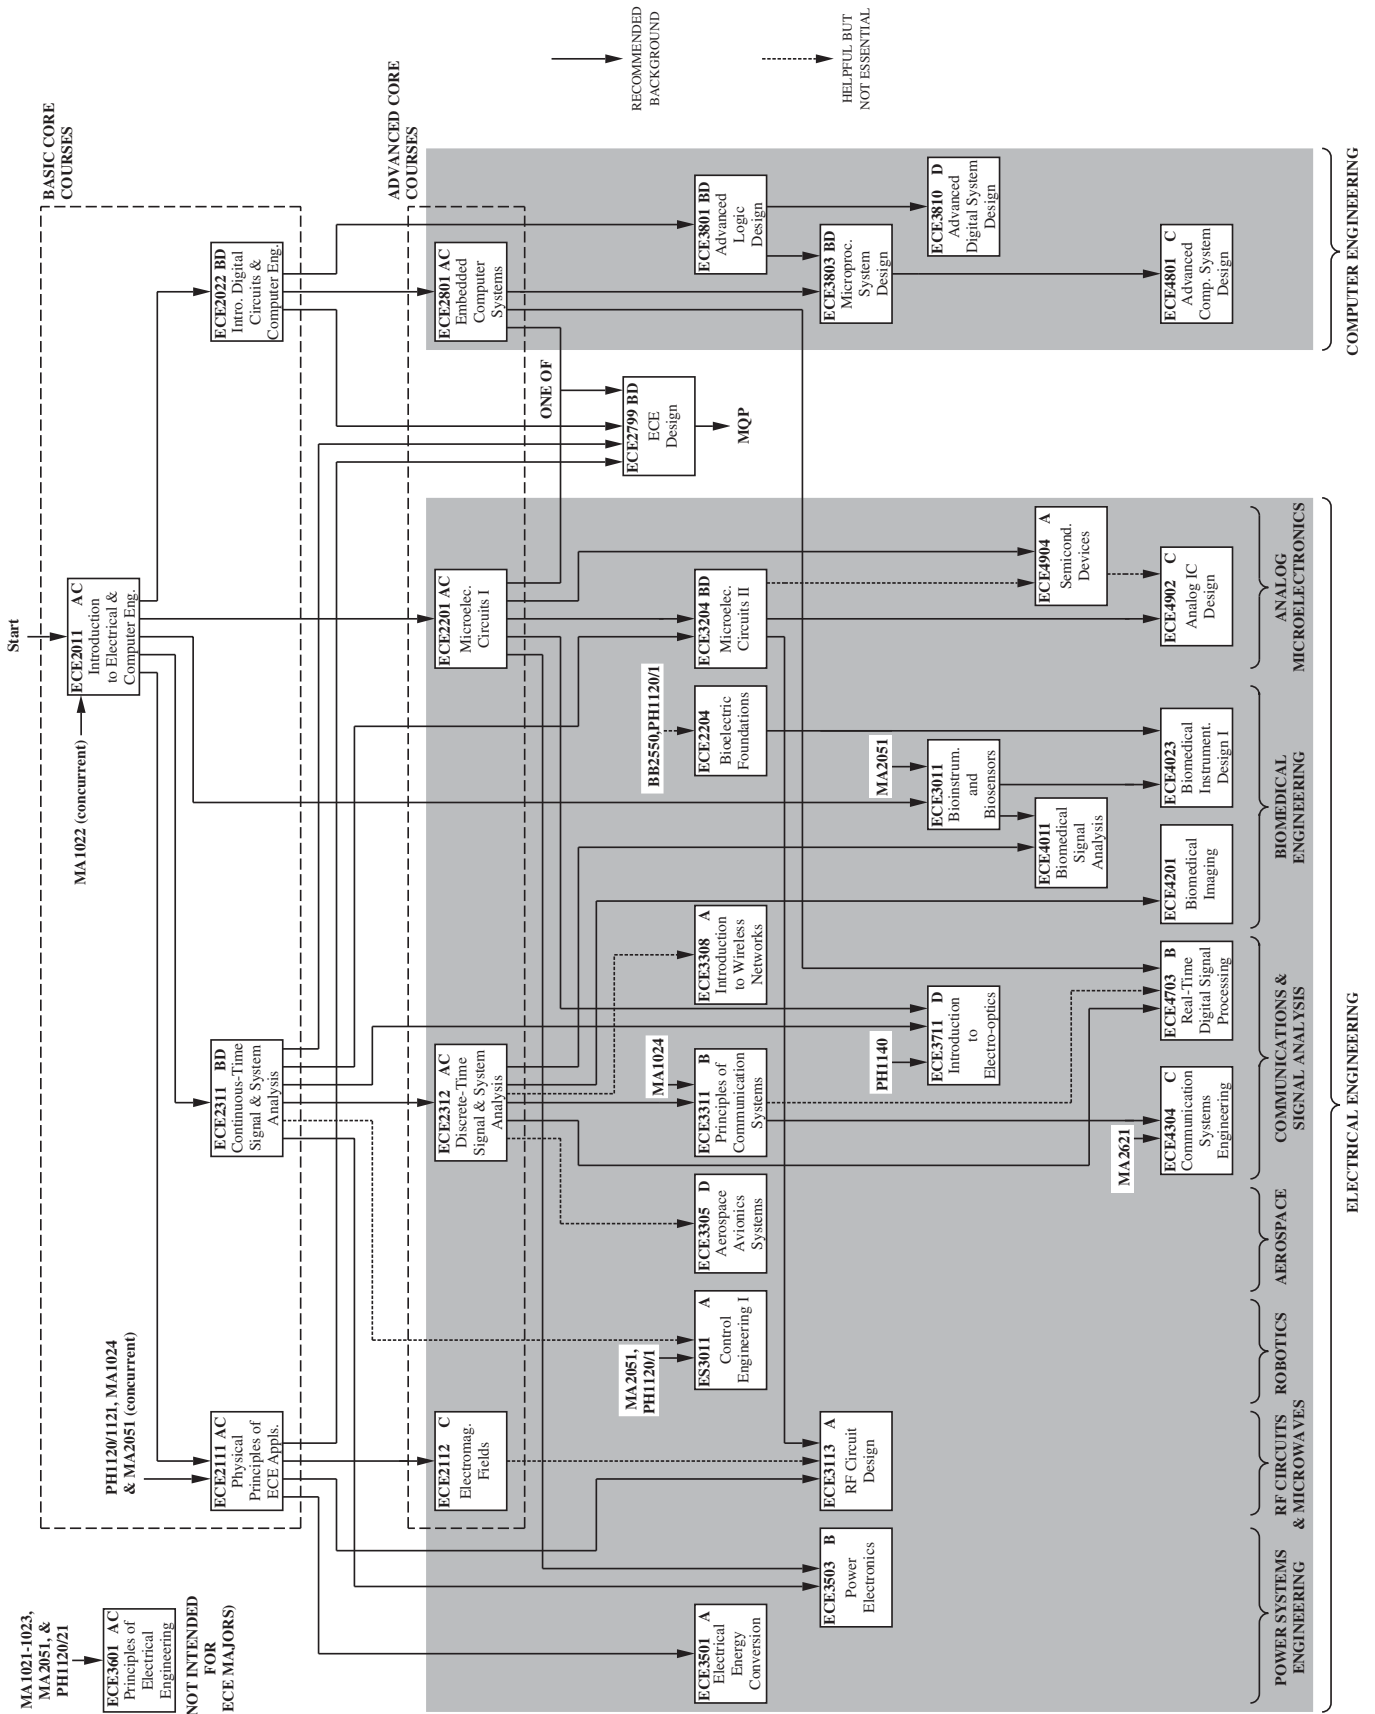 Start
BASIC CORE
COURSES
ADVANCED CORE
COURSES
RECOMMENDED
BACKGROUND
HELPFUL BUT
NOT ESSENTIAL
MA1021-1023,
MA2051, &
PH1120/21
ECE3601 AC
Principles of
Electrical
Engineering
NOT INTENDED
FOR
ECE MAJORS)
MA1022 (concurrent)
ECE2011 AC
Introduction
to Electrical &
Computer Eng.
PH1120/1121, MA1024
& MA2051 (concurrent)
ECE2111 AC
Physical
Principles of
ECE Appls.
ECE2311 BD
Continuous-Time
Signal & System
Analysis
ECE2022 BD
Intro. Digital
Circuits &
Computer Eng.
ECE2112 C
Electromag.
Fields
ECE2312 AC
Discrete-Time
Signal & System
Analysis
ECE2201 AC
Microelec.
Circuits I
ECE2801 AC
Embedded
Computer
Systems
ONE OF
ECE2799 BD
ECE
Design
MQP
ECE3501 A
Electrical
Energy
Conversion
MA2051,
PH1120/1
ES3011 A
Control
Engineering I
ECE3305 D
Aerospace
Avionics
Systems
MA1024
ECE3311 B
Principles of
Communication
Systems
ECE3308 A
Introduction
to Wireless
Networks
BB2550,PH1120/1
ECE2204
Bioelectric
Foundations
ECE3204 BD
Microelec.
Circuits II
ECE3801 BD
Advanced
Logic
Design
ECE3503 B
Power
Electronics
ECE3113 A
RF Circuit
Design
ECE3803 BD
Microproc.
System
Design
PH1140
ECE3711 D
Introduction
to
Electro-optics
MA2051
ECE3011
Bioinstrum.
and
Biosensors
ECE3810 D
Advanced
Digital System
Design
ECE4011
Biomedical
Signal
Analysis
ECE4904 A
Semicond.
Devices
MA2621
ECE4304 C
Communication
Systems
Engineering
ECE4703 B
Real-Time
Digital Signal
Processing
ECE4201
Biomedical
Imaging
ECE4023
Biomedical
Instrument.
Design I
ECE4902 C
Analog IC
Design
ECE4801 C
Advanced
Comp. System
Design
POWER SYSTEMS
ENGINEERING
RF CIRCUITS
& MICROWAVES
ROBOTICS
AEROSPACE
COMMUNICATIONS &
SIGNAL ANALYSIS
BIOMEDICAL
ENGINEERING
ANALOG
MICROELECTRONICS
ELECTRICAL ENGINEERING
COMPUTER ENGINEERING